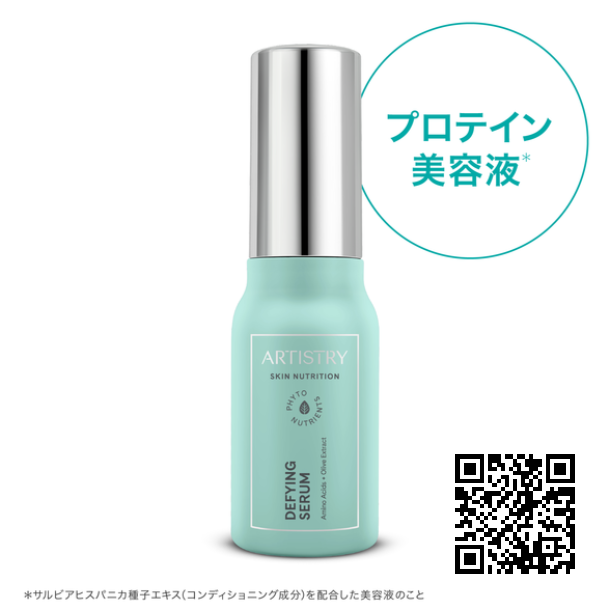 プロテイン
美容液*
ARTISTRY
SKIN NUTRITION
PHYTO
NUTRIENTS
DEFYING
SERUM
Amino Acids + Olive Extract
*サルビアヒスパニカ種子エキス(コンディショニング成分)を配合した美容液のこと